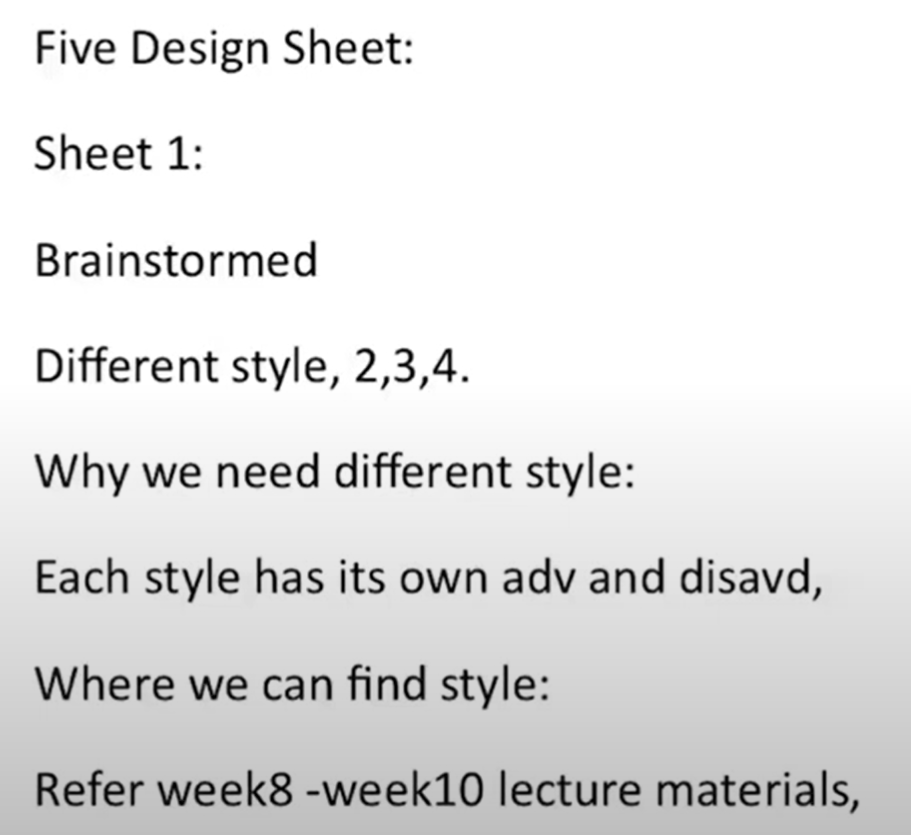 Five Design Sheet:
Sheet 1:
Brainstormed
Different style, 2,3,4.
Why we need different style:
Each style has its own adv and disavd,
Where we can find style:
Refer week8 -week10 lecture materials,